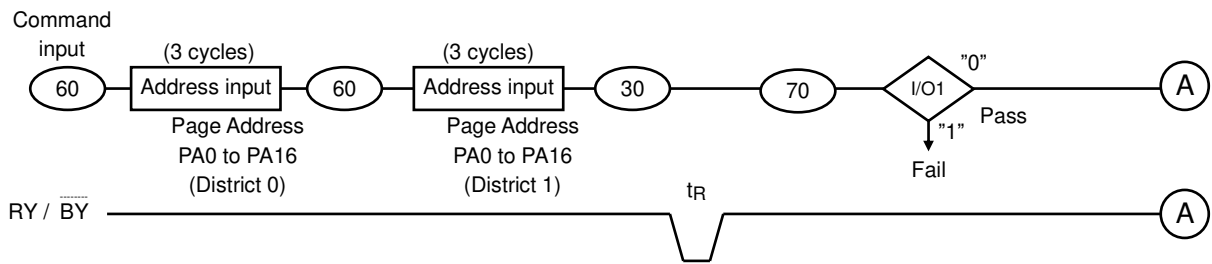 Command
input
(3 cycles)
(3 cycles)
60
Address input
60
Address input
30
70
I/O1
"0"
A
Page Address
PA0 to PA16
(District 0)
Page Address
PA0 to PA16
(District 1)
"1"
Pass
Fail
tR
RY / BY
A